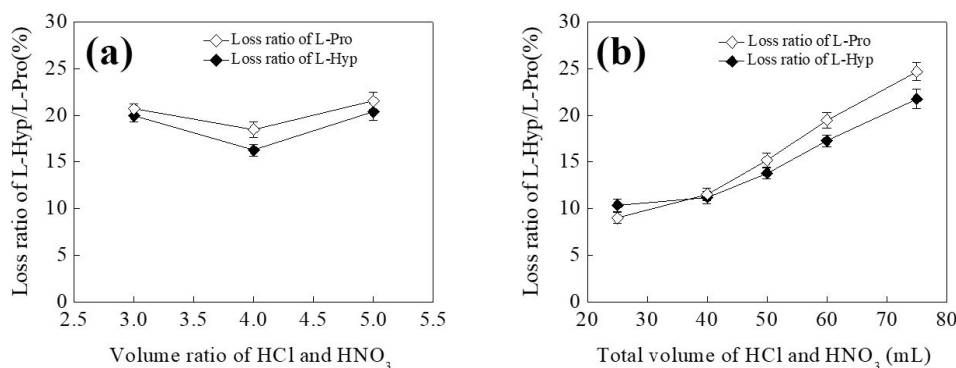 (a)
Loss ratio of L-Pro
Loss ratio of L-Hyp
Loss ratio of L-Hyp/L-Pro(%)
30
25
20
15
10
5
0
2.5 3.0 3.5 4.0 4.5 5.0 5.5
Volume ratio of HCl and HNO₃
(b)
Loss ratio of L-Pro
Loss ratio of L-Hyp
Loss ratio of L-Hyp/L-Pro(%)
30
25
20
15
10
5
0
20 30 40 50 60 70 80
Total volume of HCl and HNO₃ (mL)